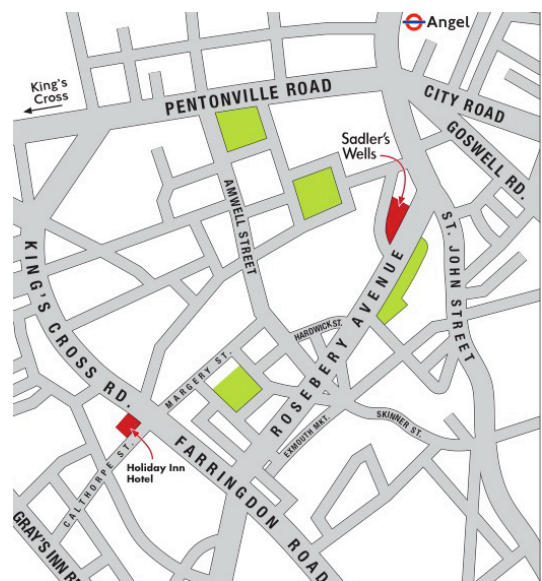 Angel
King's
Cross
PENTONVILLE ROAD
CITY ROAD
GOSWELL RD.
Sadler's
Wells
AMWELL STREET
ST. JOHN STREET
KING'S CROSS RD.
ROSEBERY AVENUE
HARDWICK ST.
MARGERY ST.
SKINNER ST.
EXMOUTH MKT.
FARRINGDON ROAD
Holiday Inn
Hotel
CALTHORPE ST.
GRAY'S INN R